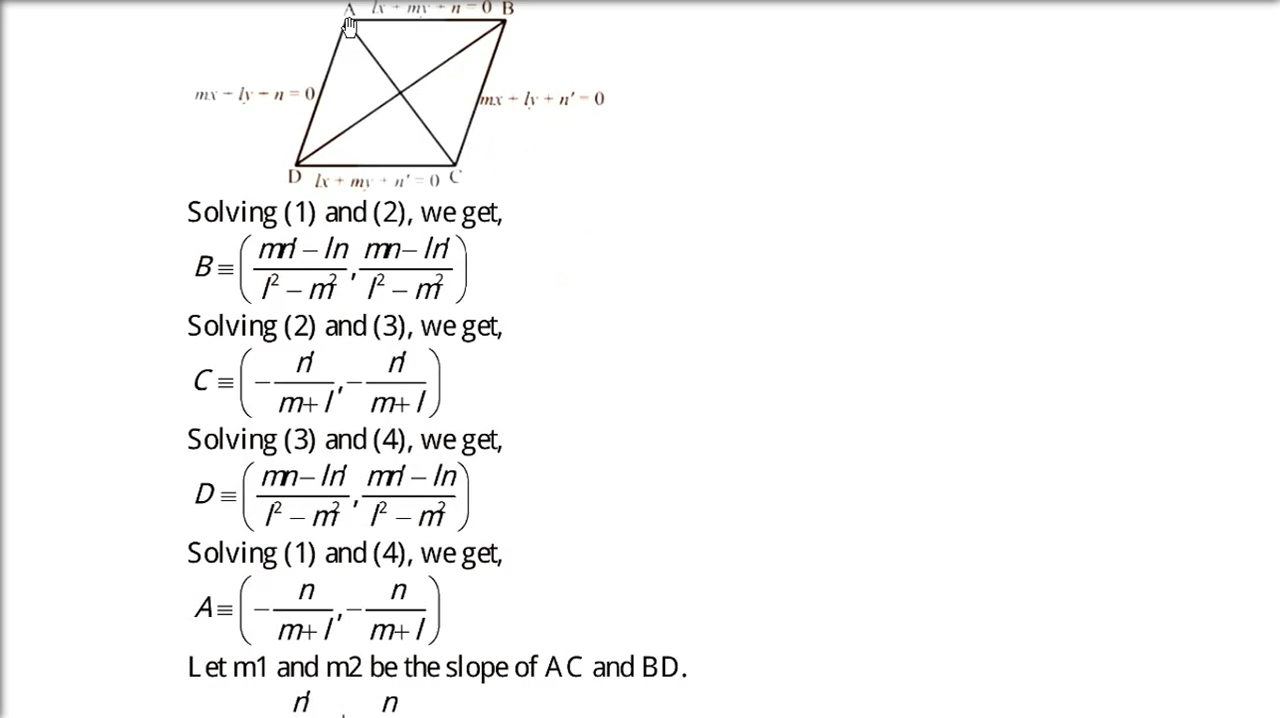 A lx + my + n = 0 B
mx - ly - n = 0
mx + ly + n' - 0
D lx + my + n' = 0 C
Solving (1) and (2), we get,
B ≡ ( (mn' – ln)/(l² – m²), (mn – ln')/(l² – m²) )
Solving (2) and (3), we get,
C ≡ ( – n'/(m + l), – n'/(m + l) )
Solving (3) and (4), we get,
D ≡ ( (mn – ln')/(l² – m²), (mn' – ln)/(l² – m²) )
Solving (1) and (4), we get,
A ≡ ( – n/(m + l), – n/(m + l) )
Let m1 and m2 be the slope of AC and BD.
n' n